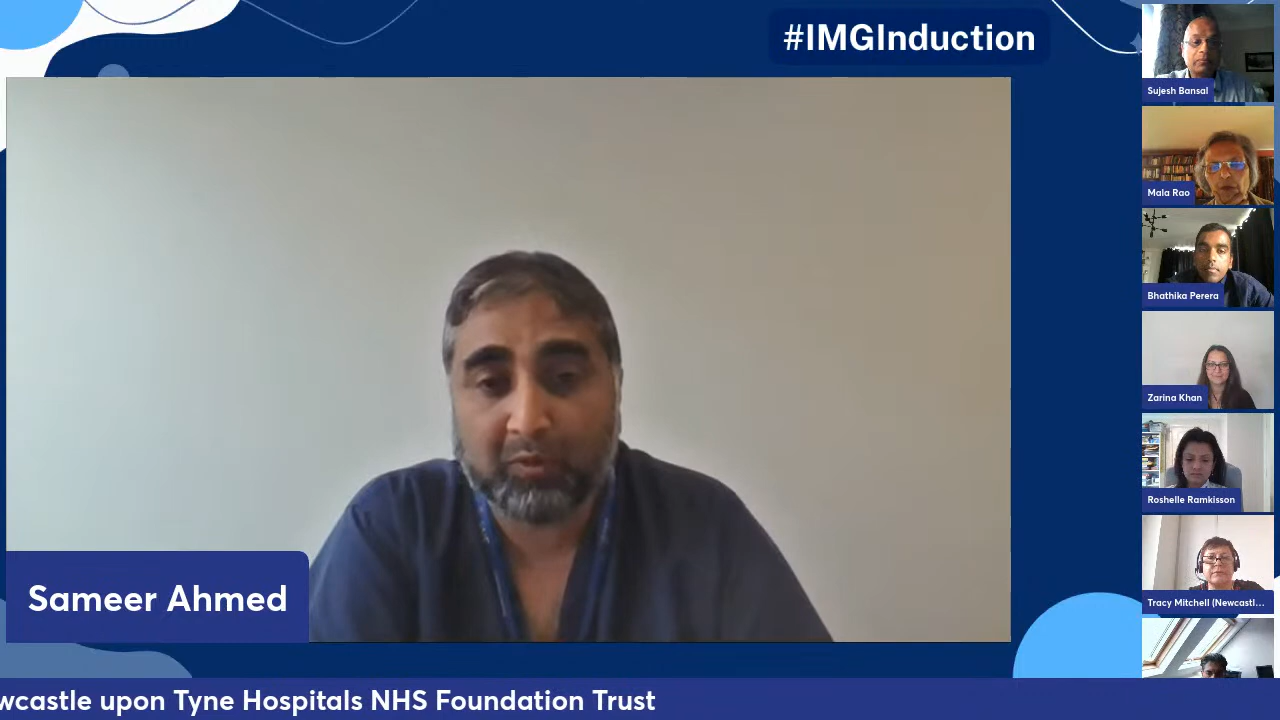 #IMGInduction
Sujesh Bansal
Mala Rao
Bhathika Perera
Zarina Khan
Roshelle Ramkisson
Tracy Mitchell (Newcastl...
Sameer Ahmed
wcastle upon Tyne Hospitals NHS Foundation Trust